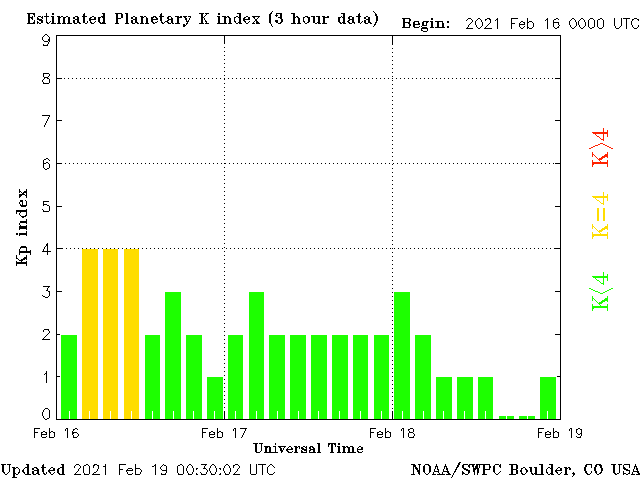 Estimated Planetary K index (3 hour data) Begin: 2021 Feb 16 0000 UTC
9
8
7
6
5
4
3
2
1
0
Kp index
K>4
K=4
K<4
Feb 16 Feb 17 Feb 18 Feb 19
Universal Time
Updated 2021 Feb 19 00:30:02 UTC NOAA/SWPC Boulder, CO USA